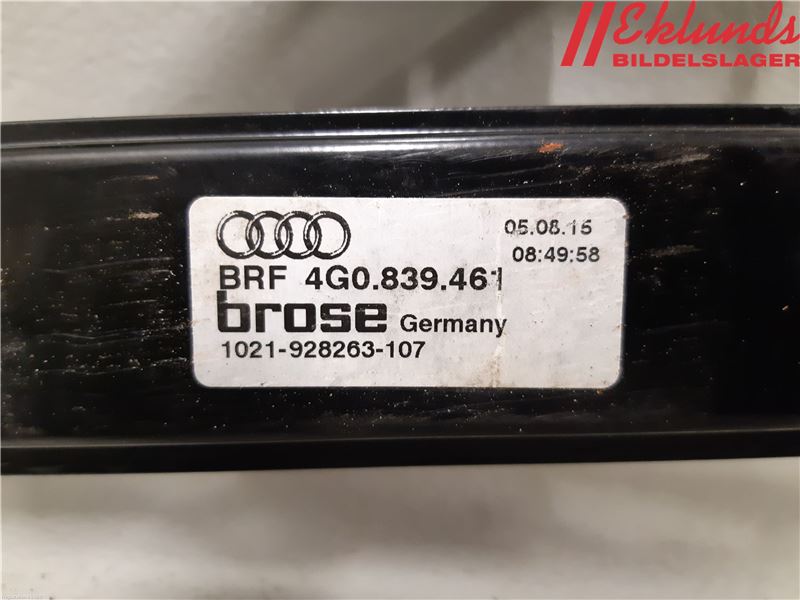 Eklunds
BILDELSLAGER
05.08.15
08:49:58
BRF 4G0.839.461
brose Germany
1021-928263-107